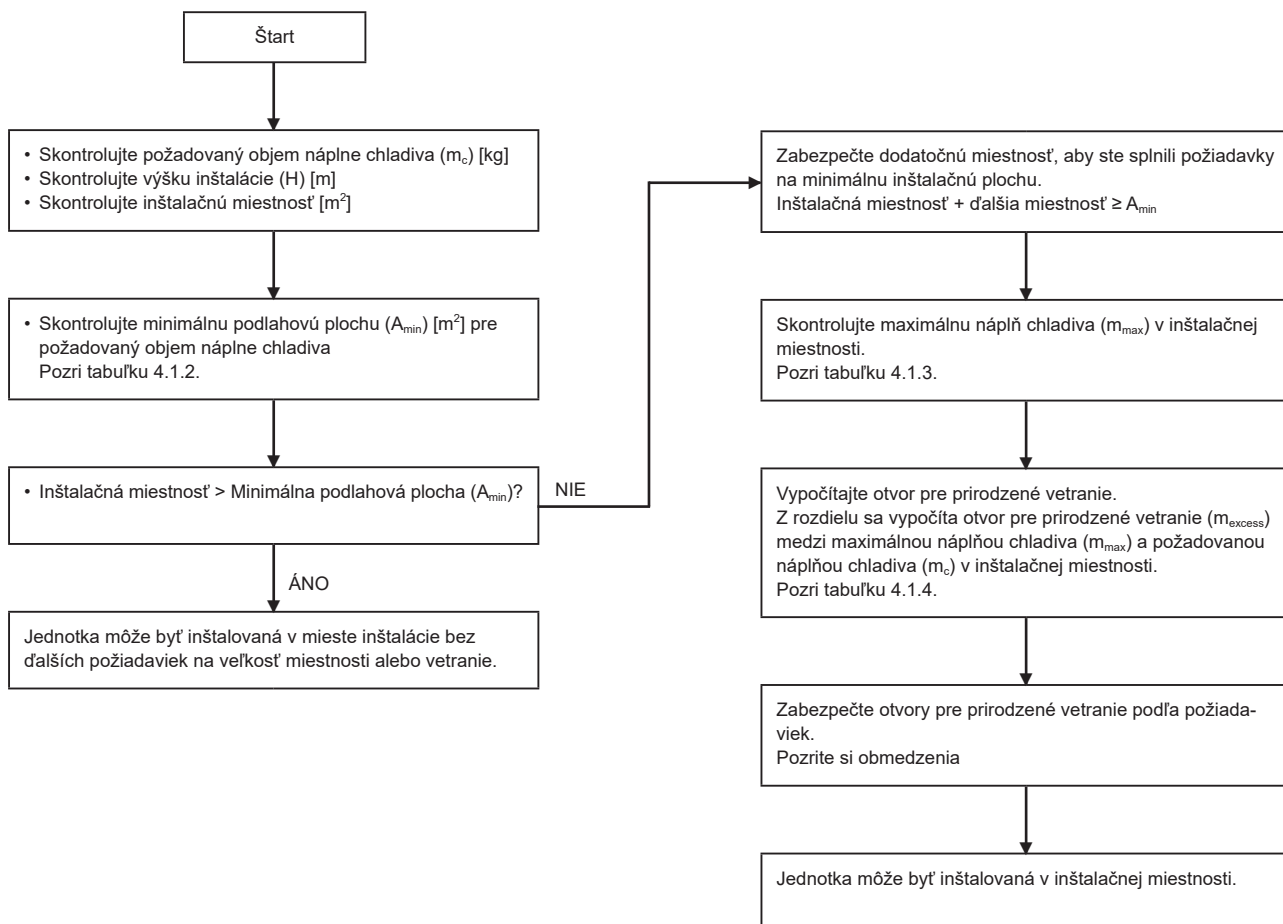 Štart
• Skontrolujte požadovaný objem náplne chladiva (mc) [kg]
• Skontrolujte výšku inštalácie (H) [m]
• Skontrolujte inštalačnú miestnosť [m²]
• Skontrolujte minimálnu podlahovú plochu (Amin) [m²] pre
požadovaný objem náplne chladiva
Pozri tabuľku 4.1.2.
• Inštalačná miestnosť > Minimálna podlahová plocha (Amin)?
NIE
ÁNO
Jednotka môže byť inštalovaná v mieste inštalácie bez
ďalších požiadaviek na veľkosť miestnosti alebo vetranie.
Zabezpečte dodatočnú miestnosť, aby ste splnili požiadavky
na minimálnu inštalačnú plochu.
Inštalačná miestnosť + ďalšia miestnosť ≥ Amin
Skontrolujte maximálnu náplň chladiva (mmax) v inštalačnej
miestnosti.
Pozri tabuľku 4.1.3.
Vypočítajte otvor pre prirodzené vetranie.
Z rozdielu sa vypočíta otvor pre prirodzené vetranie (mexcess)
medzi maximálnou náplňou chladiva (mmax) a požadovanou
náplňou chladiva (mc) v inštalačnej miestnosti.
Pozri tabuľku 4.1.4.
Zabezpečte otvory pre prirodzené vetranie podľa požiada-
viek.
Pozrite si obmedzenia
Jednotka môže byť inštalovaná v inštalačnej miestnosti.